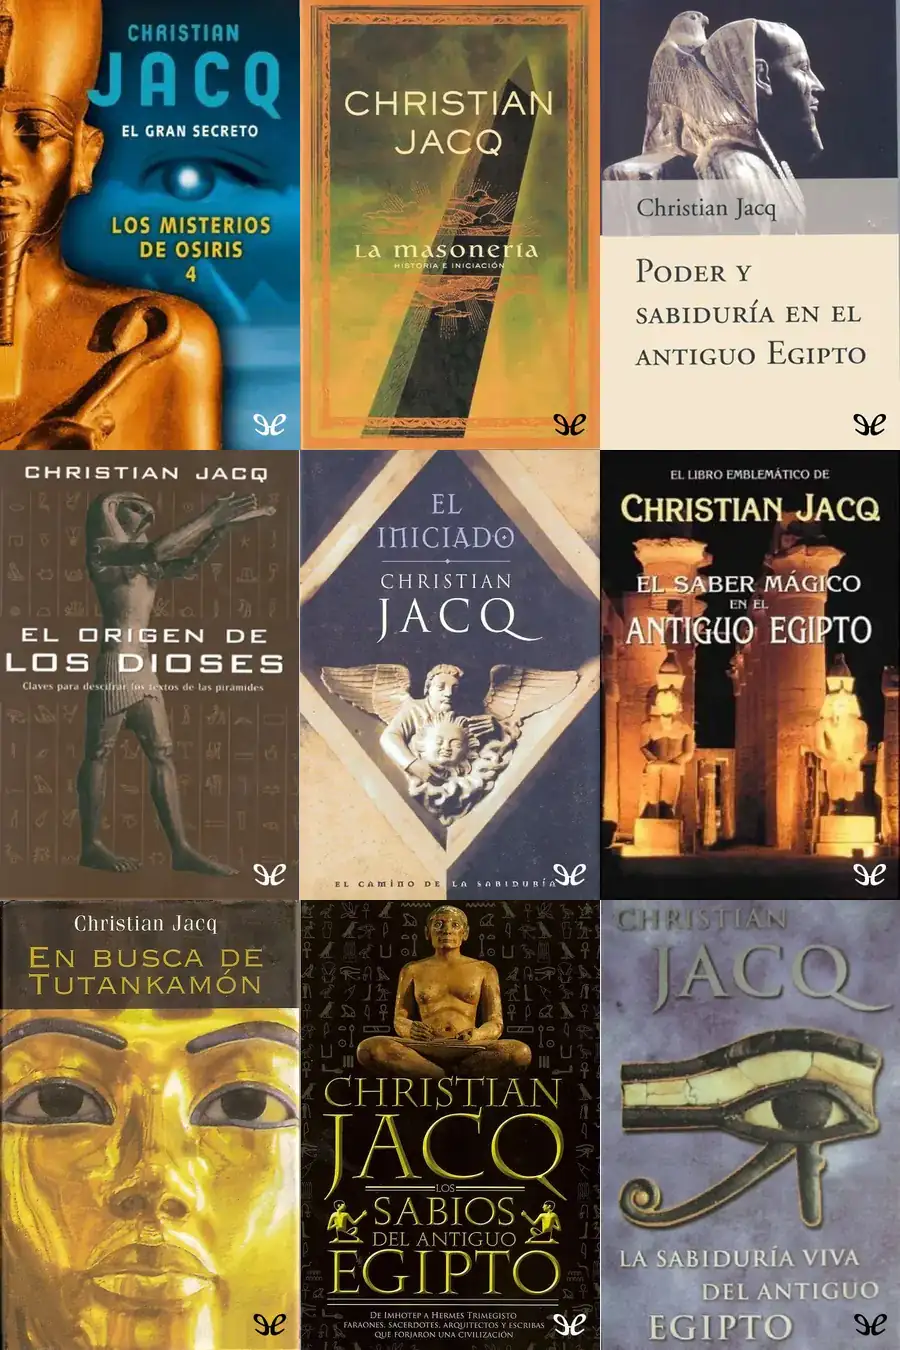 CHRISTIAN
JACQ
EL GRAN SECRETO
LOS MISTERIOS
DE OSIRIS
4
CHRISTIAN
JACQ
LA MASONERÍA
HISTORIA E INICIACIÓN
Christian Jacq
PODER Y
SABIDURÍA EN EL
ANTIGUO EGIPTO
CHRISTIAN JACQ
EL ORIGEN DE
LOS DIOSES
Claves para descifrar los textos de las pirámides
EL
INICIADO
CHRISTIAN
JACQ
EL CAMINO DE LA SABIDURÍA
EL LIBRO EMBLEMÁTICO DE
CHRISTIAN JACQ
EL SABER MÁGICO
EN EL
ANTIGUO EGIPTO
Christian Jacq
EN BUSCA DE
TUTANKAMÓN
CHRISTIAN
JACQ
LOS
SABIOS
DEL ANTIGUO
EGIPTO
DE IMHOTEP A HERMES TRIMEGISTO
FARAONES, SACERDOTES, ARQUITECTOS Y ESCRIBAS
QUE FORJARON UNA CIVILIZACIÓN
CHRISTIAN
JACQ
LA SABIDURÍA VIVA
DEL ANTIGUO
EGIPTO